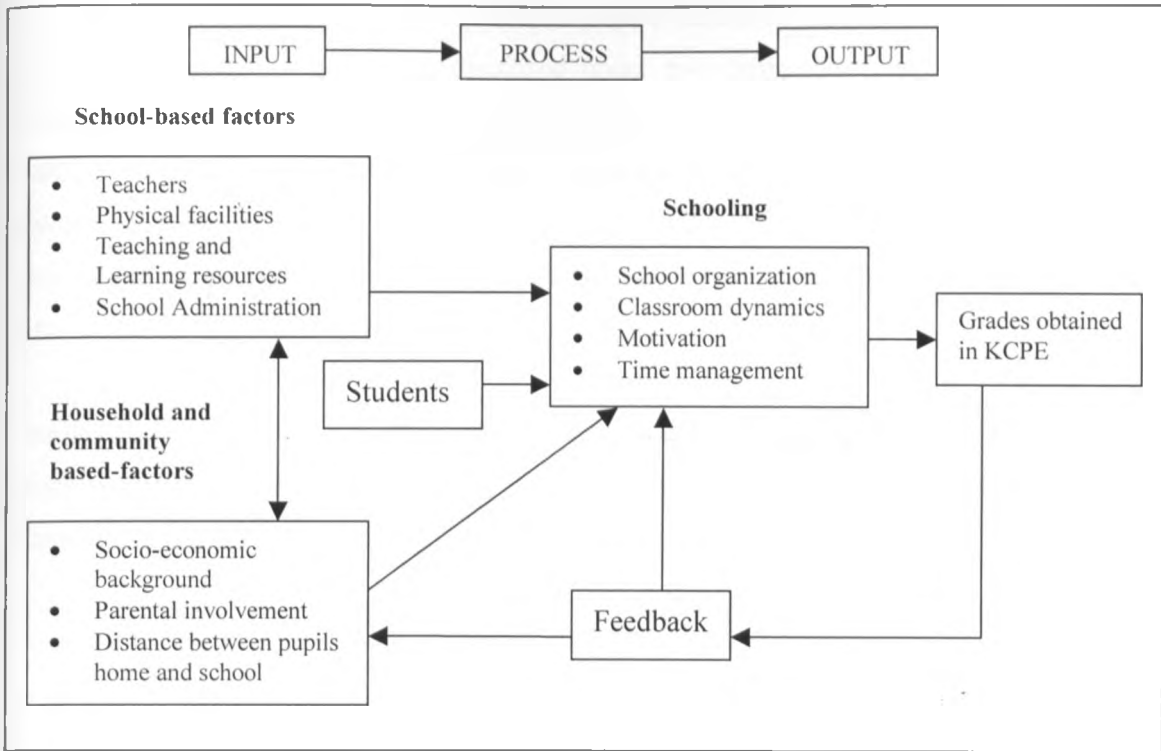 INPUT
PROCESS
OUTPUT
School-based factors
• Teachers
• Physical facilities
• Teaching and
Learning resources
• School Administration
Schooling
• School organization
• Classroom dynamics
• Motivation
• Time management
Grades obtained
in KCPE
Students
Household and
community
based-factors
• Socio-economic
background
• Parental involvement
• Distance between pupils
home and school
Feedback